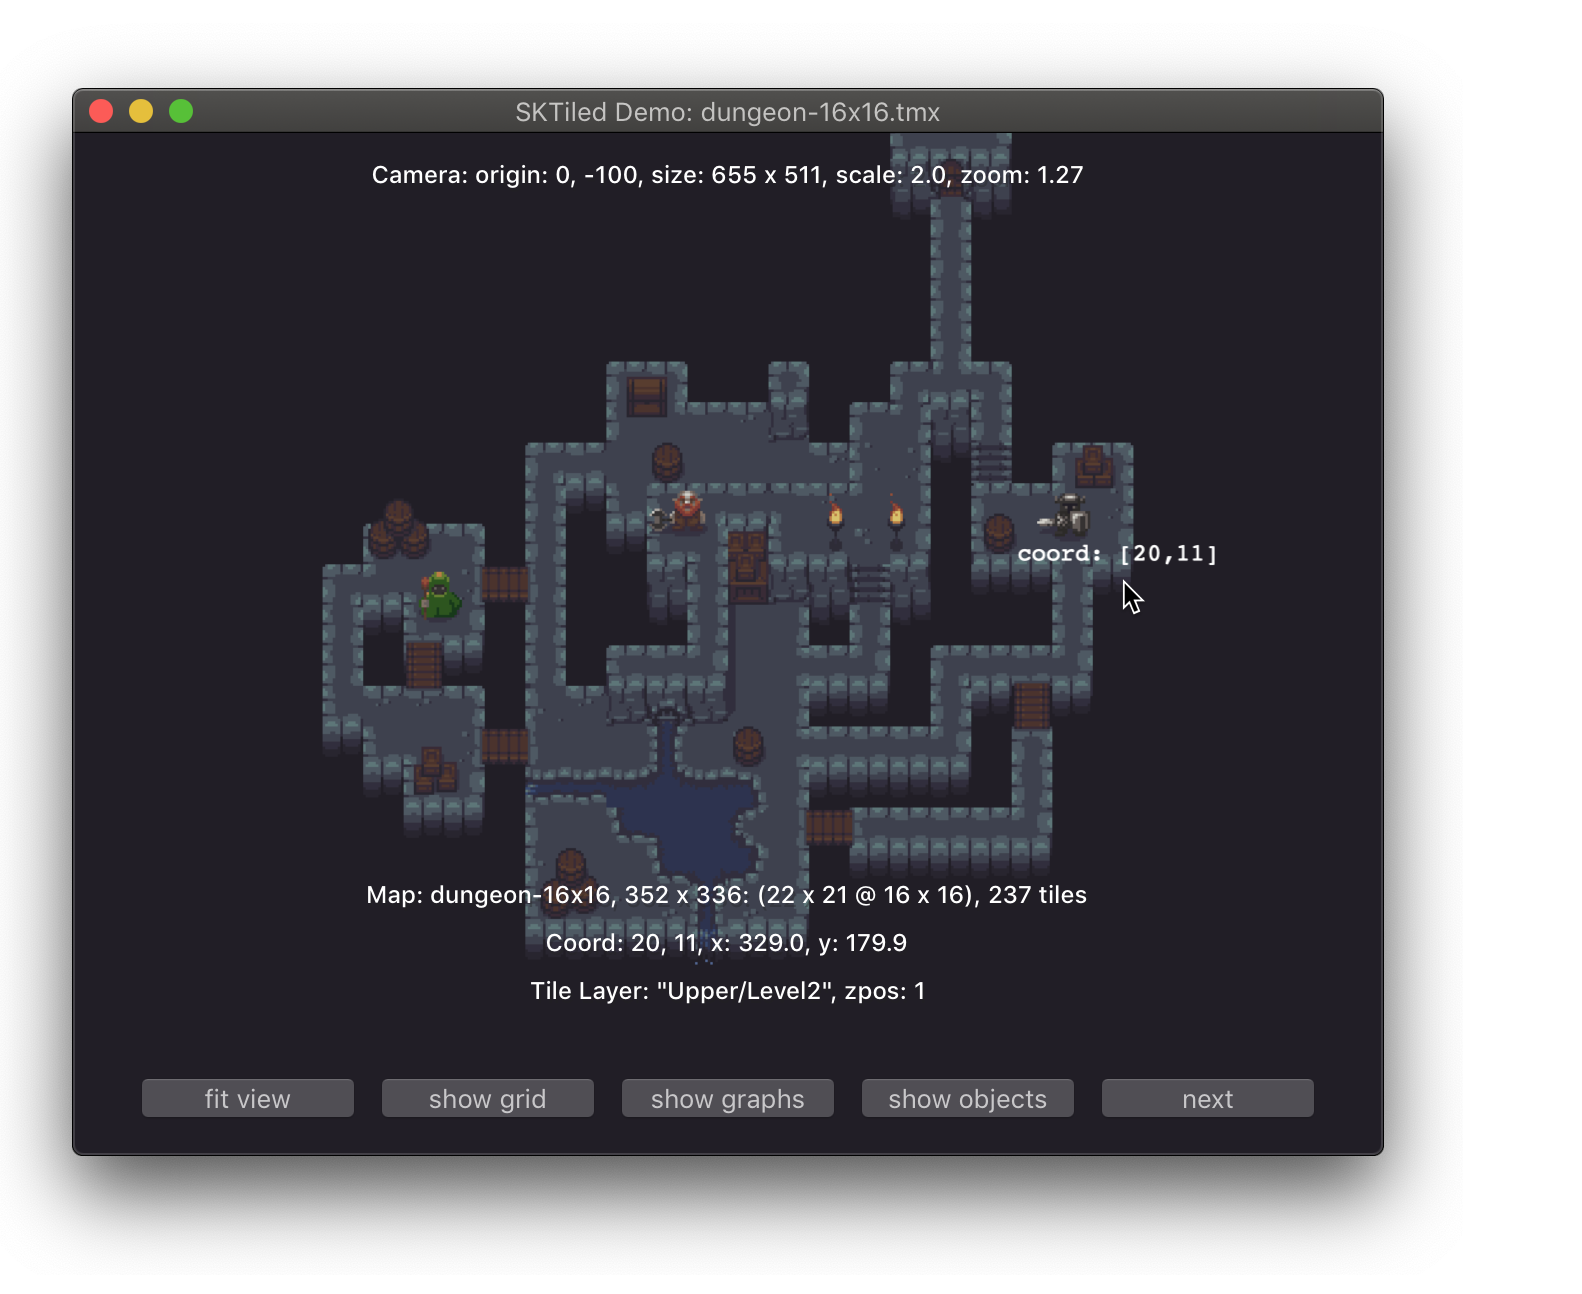 SKTiled Demo: dungeon-16x16.tmx
Camera: origin: 0, -100, size: 655 x 511, scale: 2.0, zoom: 1.27
coord: [20,11]
Map: dungeon-16x16, 352 x 336: (22 x 21 @ 16 x 16), 237 tiles
Coord: 20, 11, x: 329.0, y: 179.9
Tile Layer: "Upper/Level2", zpos: 1
fit view
show grid
show graphs
show objects
next